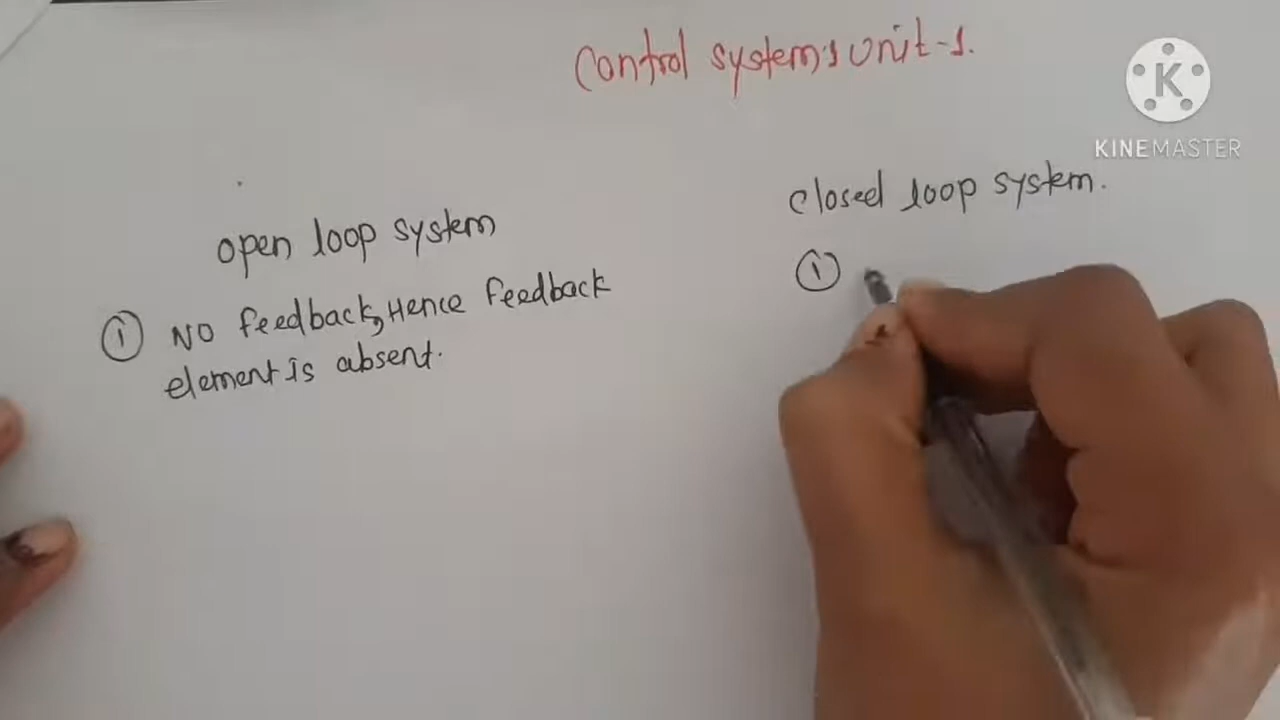 control system's unit-1.
K
KINEMASTER
open loop system
closed loop system.
① NO feedback, Hence feedback
element is absent.
①